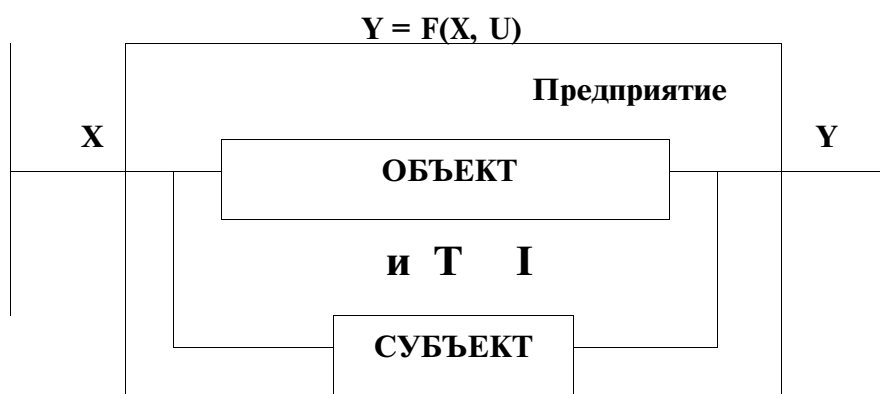 Y = F(X, U)
Предприятие
X
Y
ОБЪЕКТ
и T I
СУБЪЕКТ